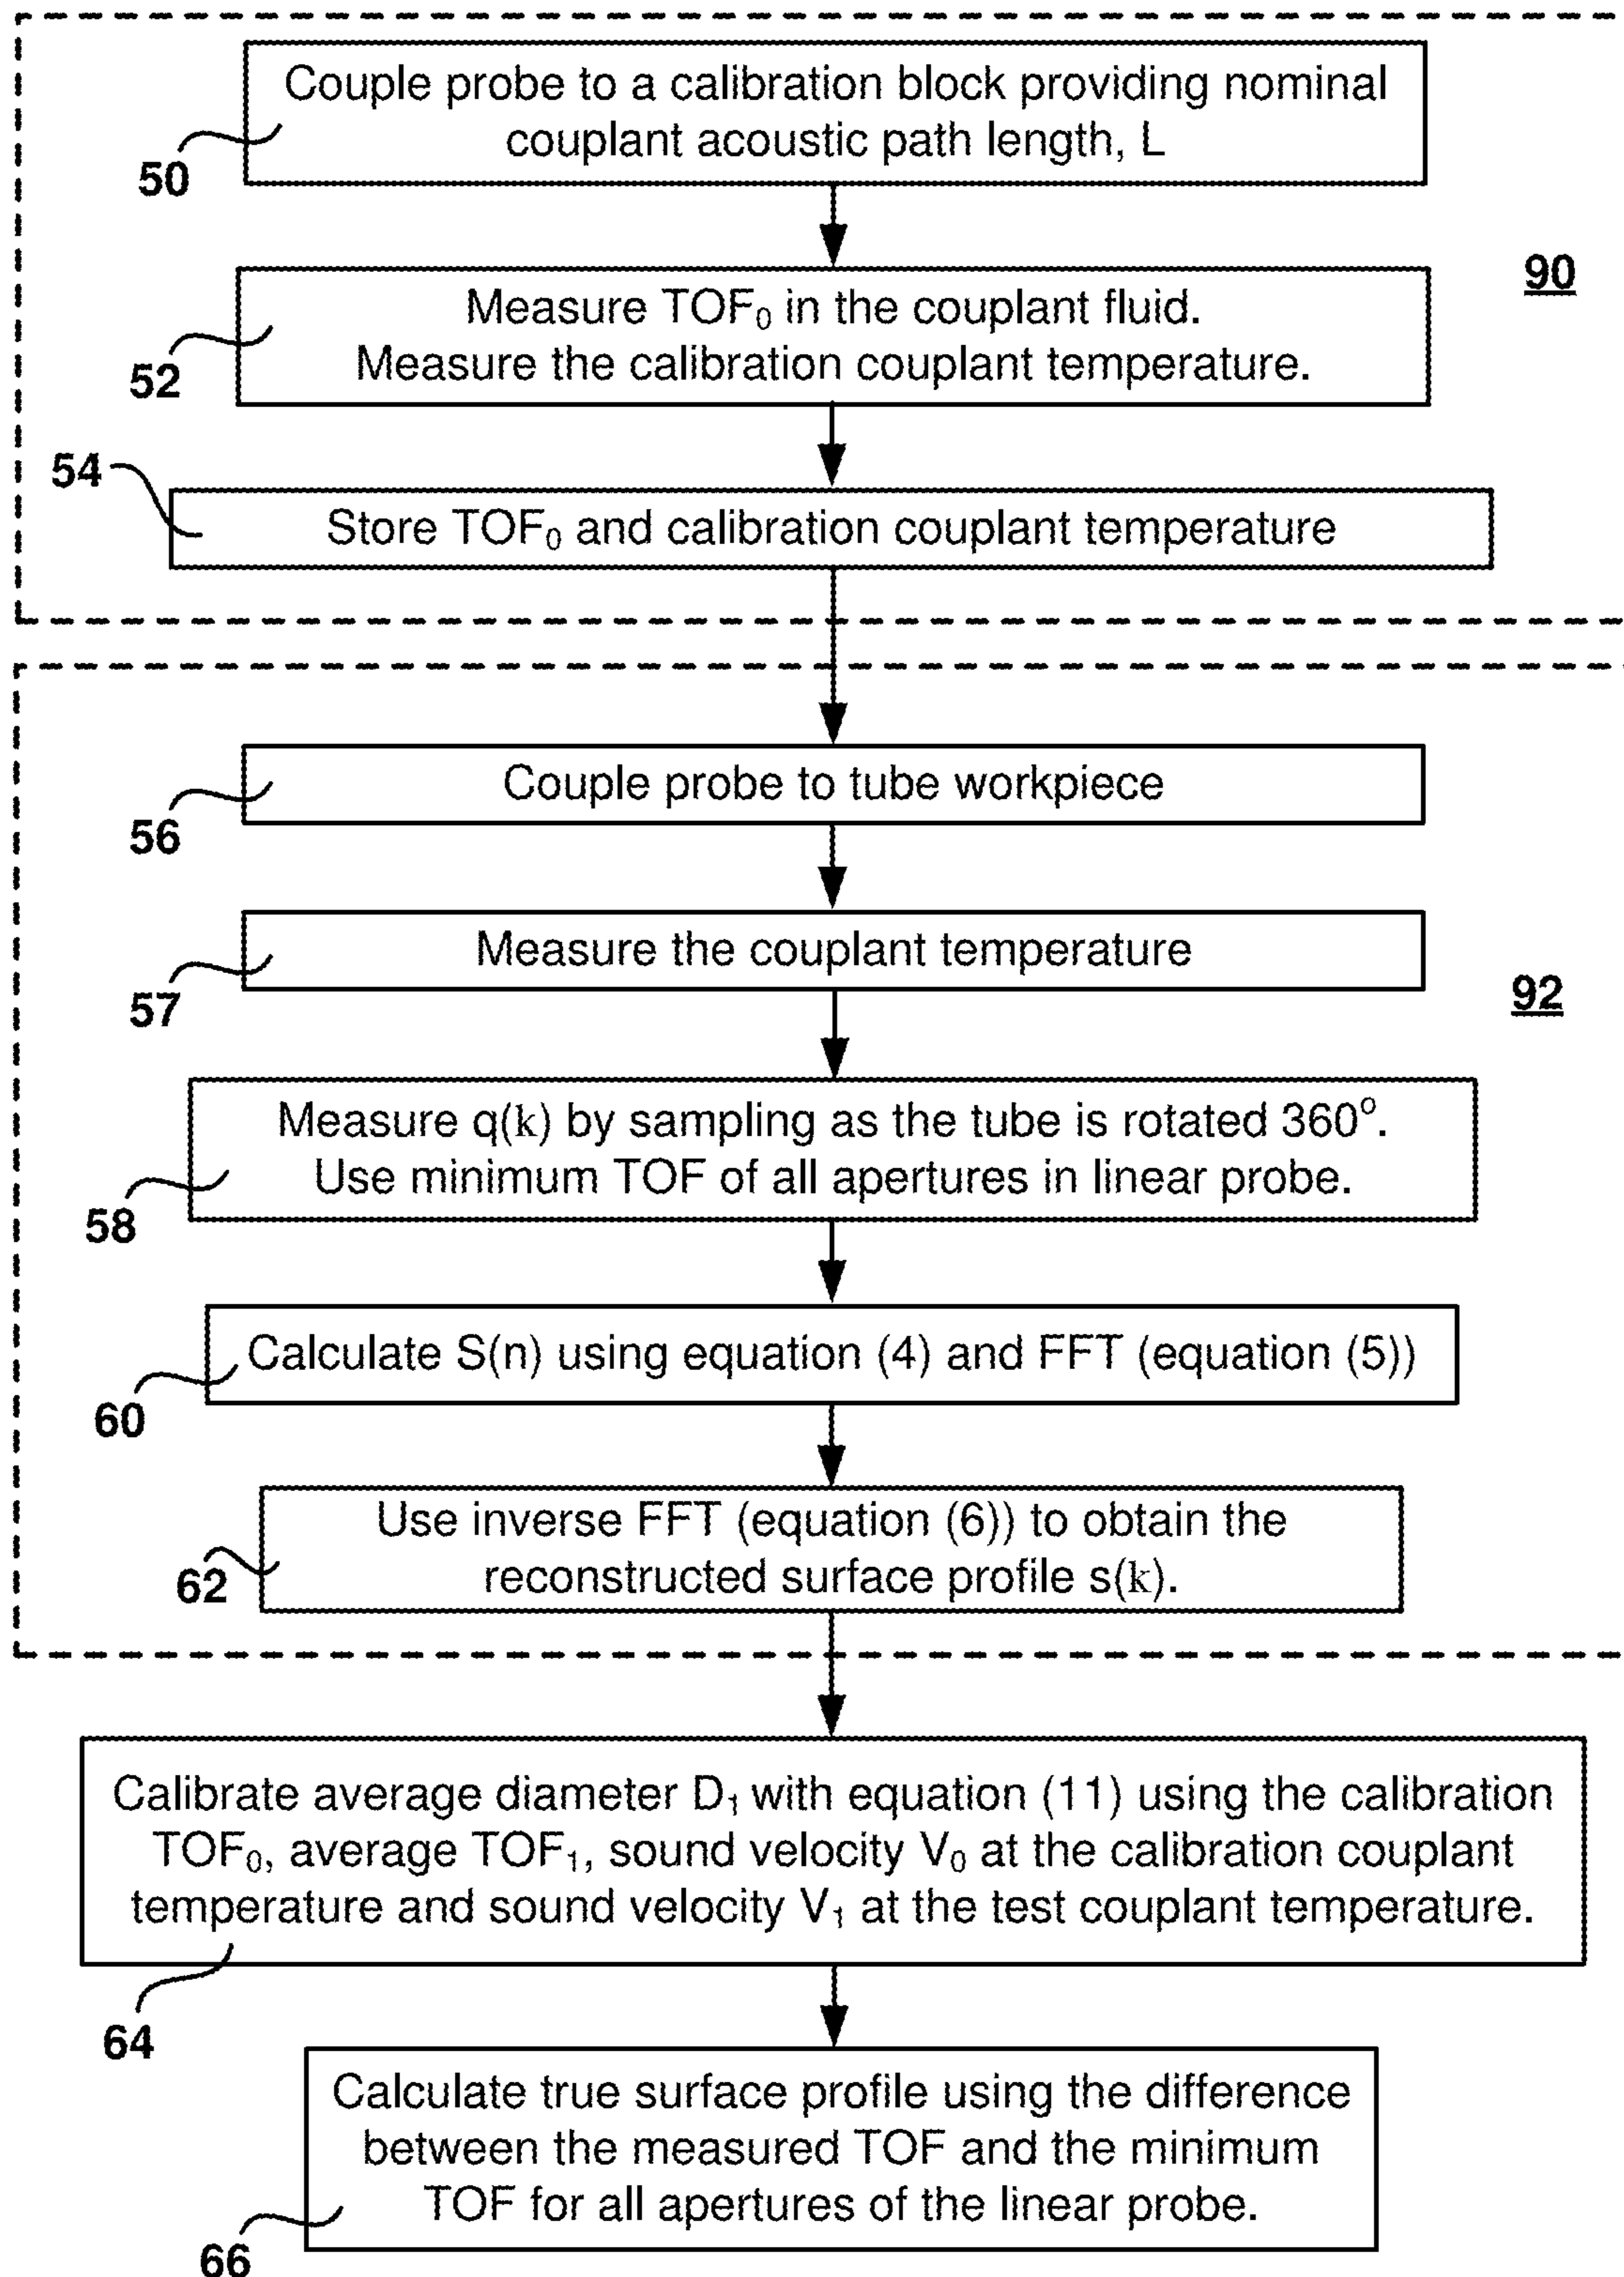 Couple probe to a calibration block providing nominal
couplant acoustic path length, L
50
90
Measure TOF₀ in the couplant fluid.
Measure the calibration couplant temperature.
52
54
Store TOF₀ and calibration couplant temperature
Couple probe to tube workpiece
56
Measure the couplant temperature
57
92
Measure q(k) by sampling as the tube is rotated 360°.
Use minimum TOF of all apertures in linear probe.
58
Calculate S(n) using equation (4) and FFT (equation (5))
60
Use inverse FFT (equation (6)) to obtain the
reconstructed surface profile s(k).
62
Calibrate average diameter D₁ with equation (11) using the calibration
TOF₀, average TOF₁, sound velocity V₀ at the calibration couplant
temperature and sound velocity V₁ at the test couplant temperature.
64
Calculate true surface profile using the difference
between the measured TOF and the minimum
TOF for all apertures of the linear probe.
66